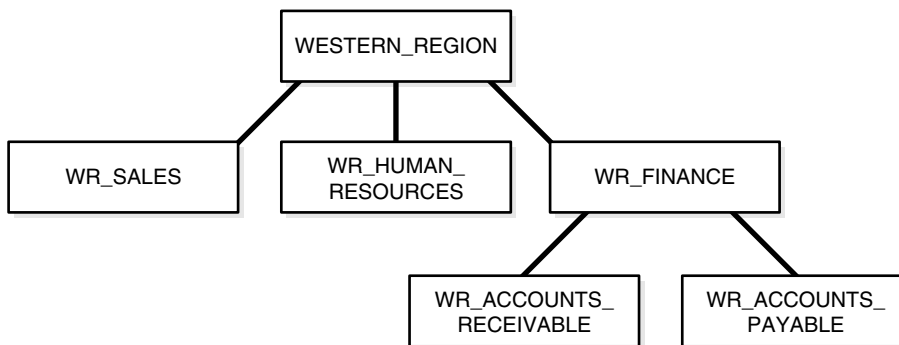 WESTERN_REGION
WR_SALES
WR_HUMAN_
RESOURCES
WR_FINANCE
WR_ACCOUNTS_
RECEIVABLE
WR_ACCOUNTS_
PAYABLE